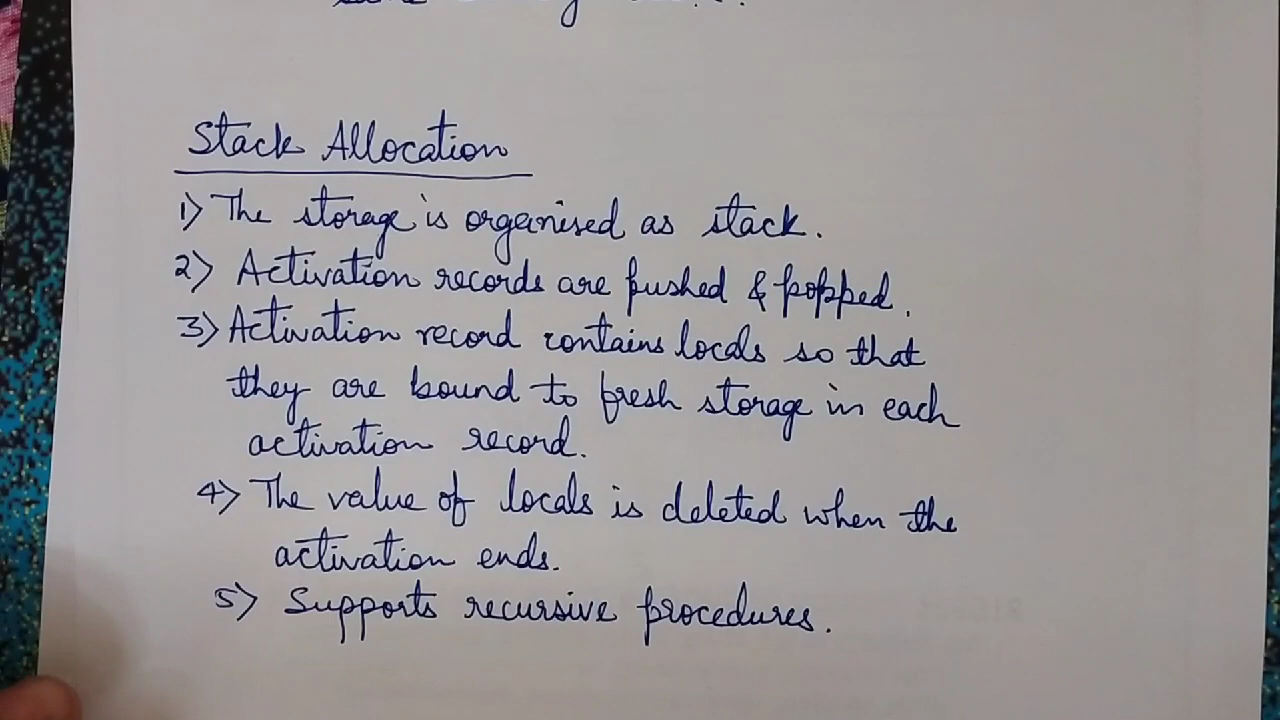 Stack Allocation
1) The storage is organised as stack.
2) Activation records are pushed & popped.
3) Activation record contains locals so that
they are bound to fresh storage in each
activation record.
4) The value of locals is deleted when the
activation ends.
5) Supports recursive procedures.